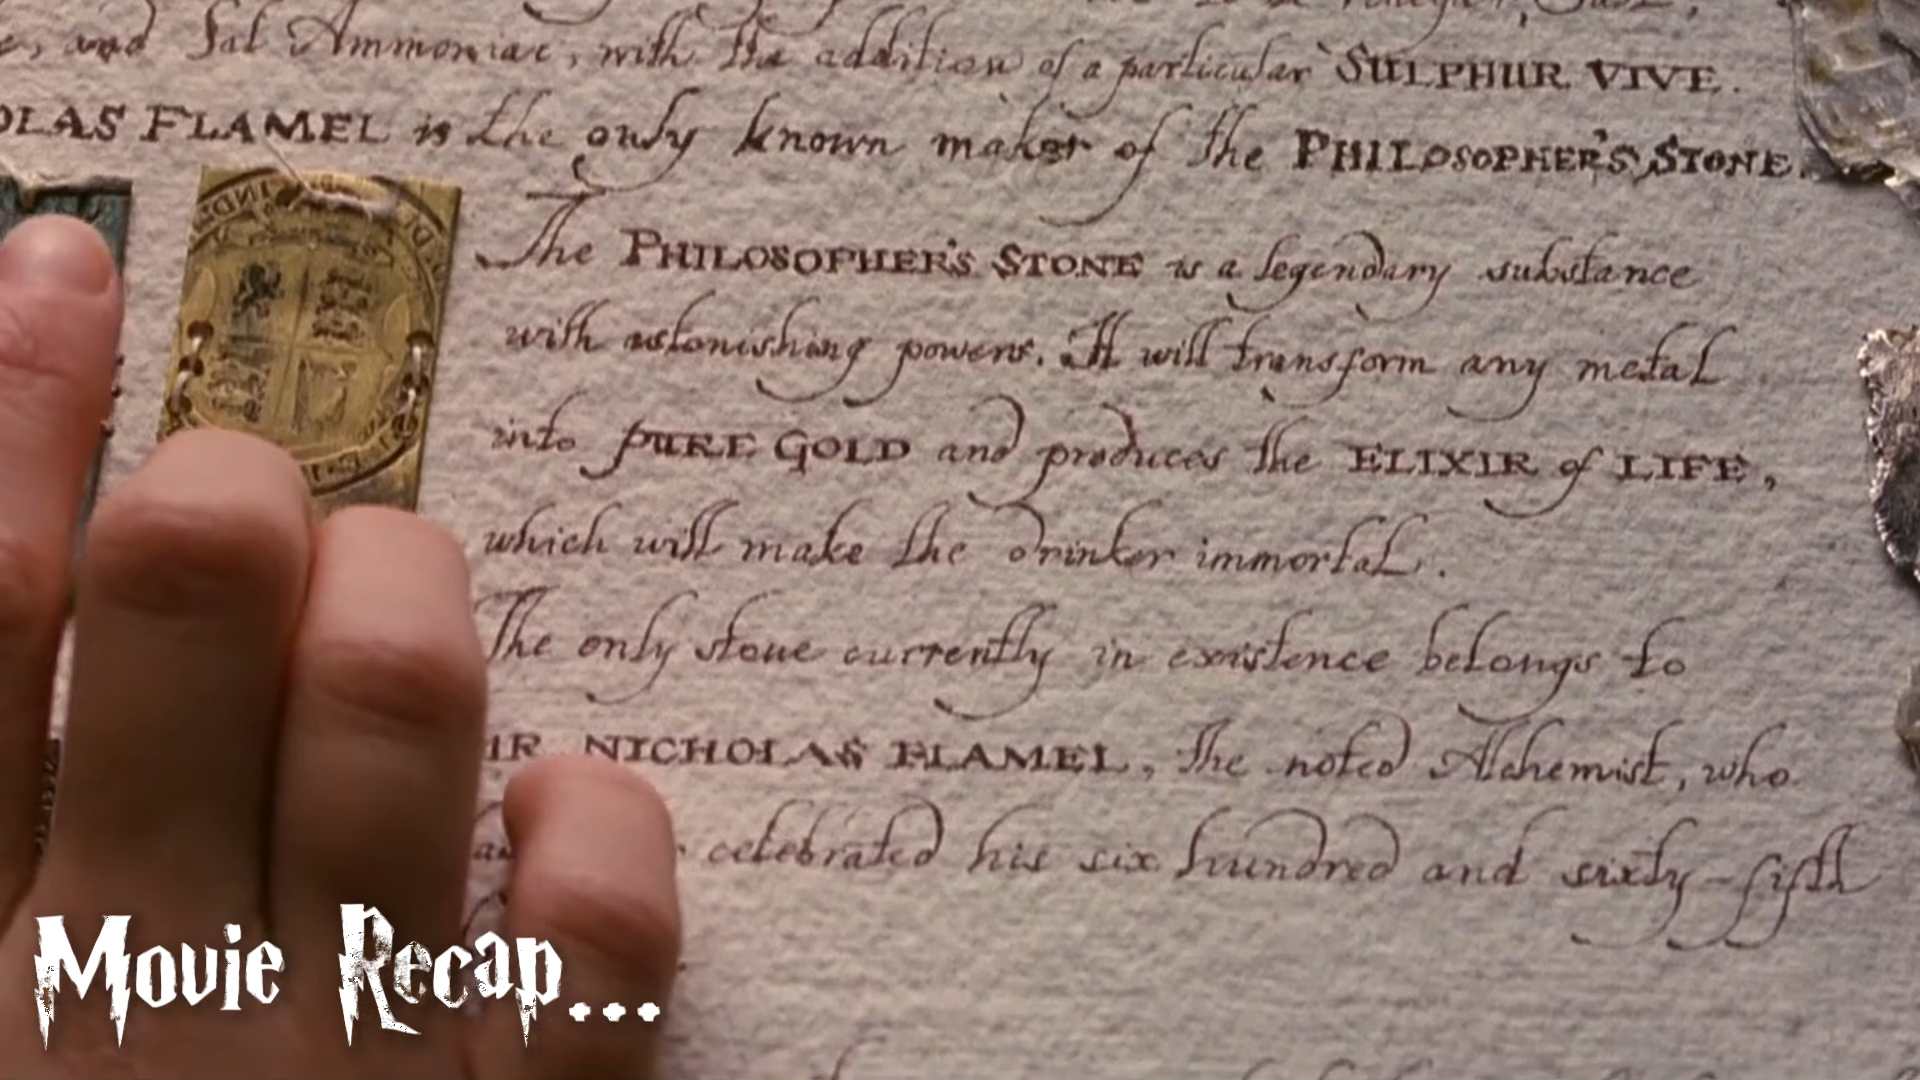 and Sal Ammoniac, with the addition of a particular SULPHUR VIVE.
OLAS FLAMEL is the only known maker of the PHILOSOPHER'S STONE.
The PHILOSOPHER'S STONE is a legendary substance
with astonishing powers. It will transform any metal
into PURE GOLD and produces the ELIXIR of LIFE,
which will make the drinker immortal.
The only stone currently in existence belongs to
IR NICHOLAS FLAMEL, the noted Alchemist, who
celebrated his six hundred and sixty-fifth
Movie Recap...